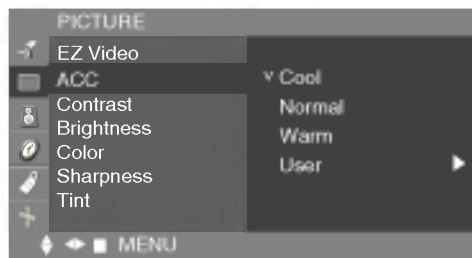 PICTURE
EZ Video
ACC
Contrast
Brightness
Color
Sharpness
Tint
v Cool
Normal
Warm
User
MENU